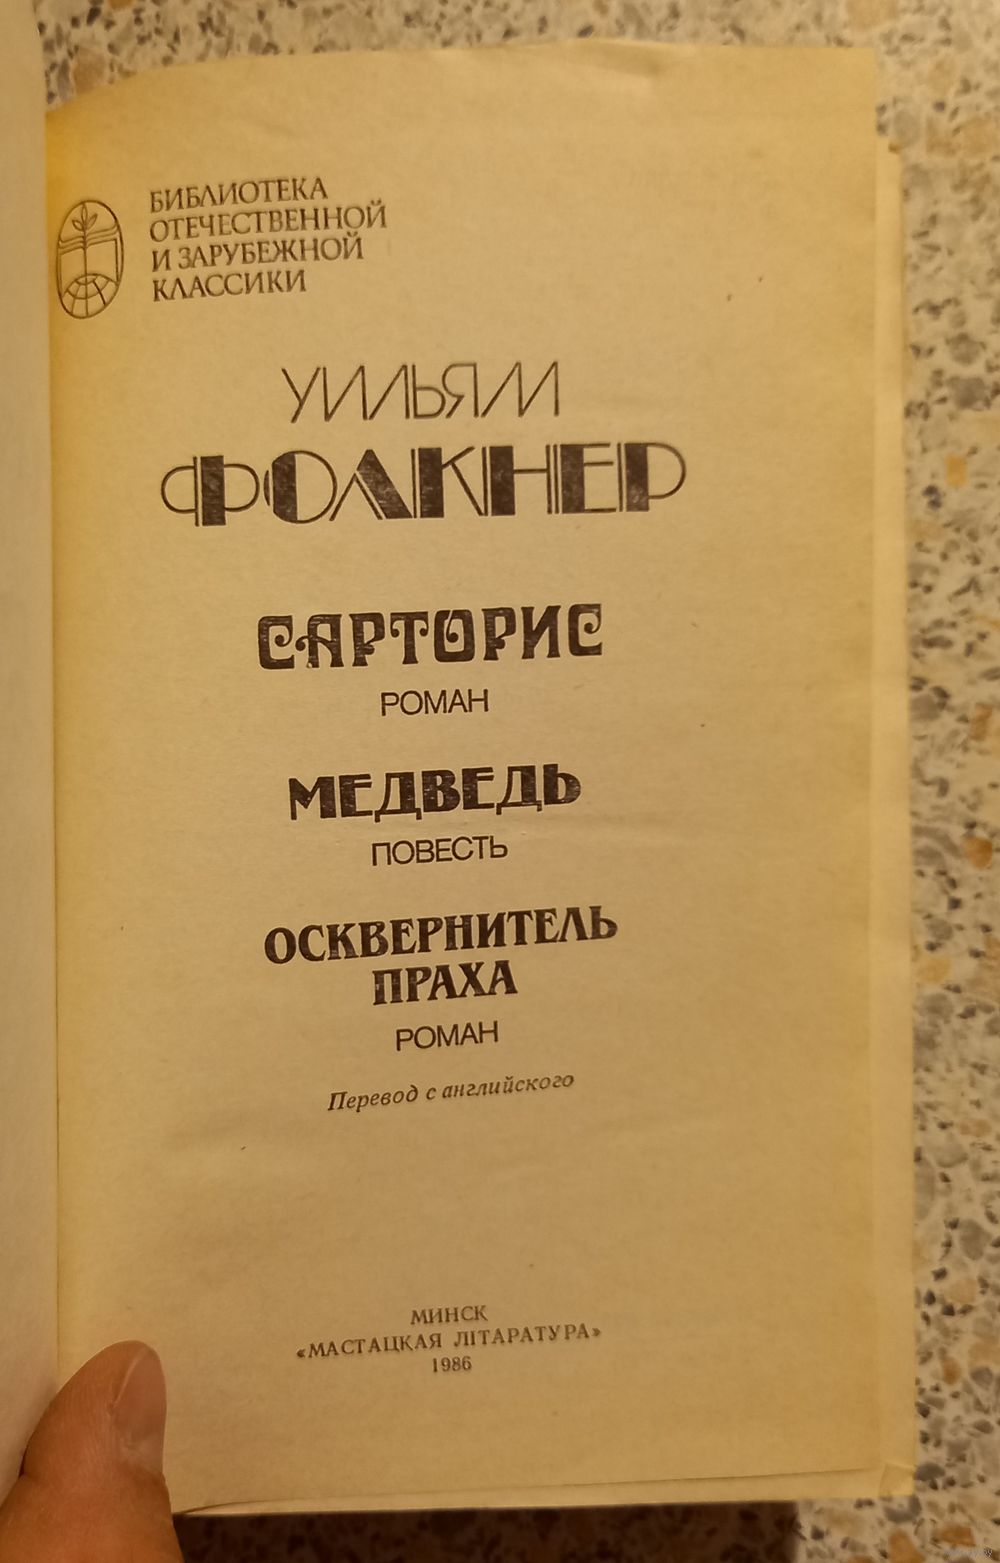 БИБЛИОТЕКА
ОТЕЧЕСТВЕННОЙ
И ЗАРУБЕЖНОЙ
КЛАССИКИ
УИЛЬЯМ
ФОЛКНЕР
САРТОРИС
РОМАН
МЕДВЕДЬ
ПОВЕСТЬ
ОСКВЕРНИТЕЛЬ
ПРАХА
РОМАН
Перевод с английского
МИНСК
«МАСТАЦКАЯ ЛІТАРАТУРА»
1986